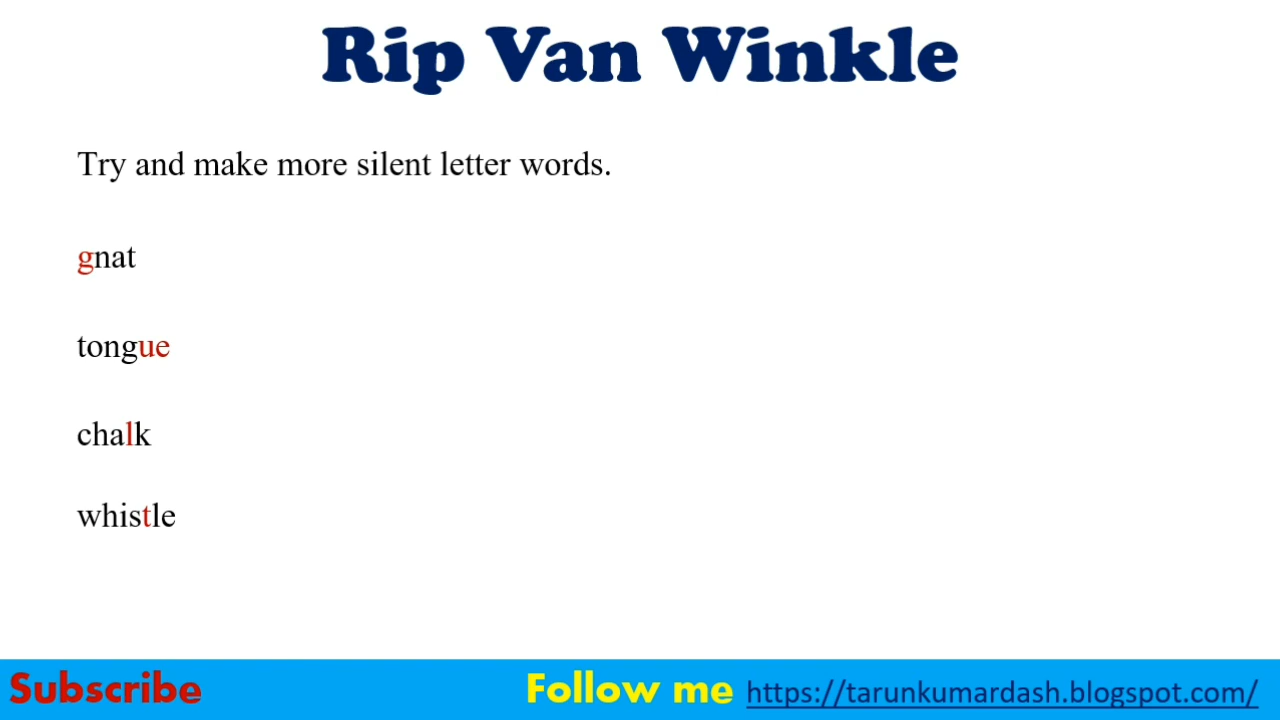 Rip Van Winkle
Try and make more silent letter words.
gnat
tongue
chalk
whistle
Subscribe Follow me https://tarunkumardash.blogspot.com/